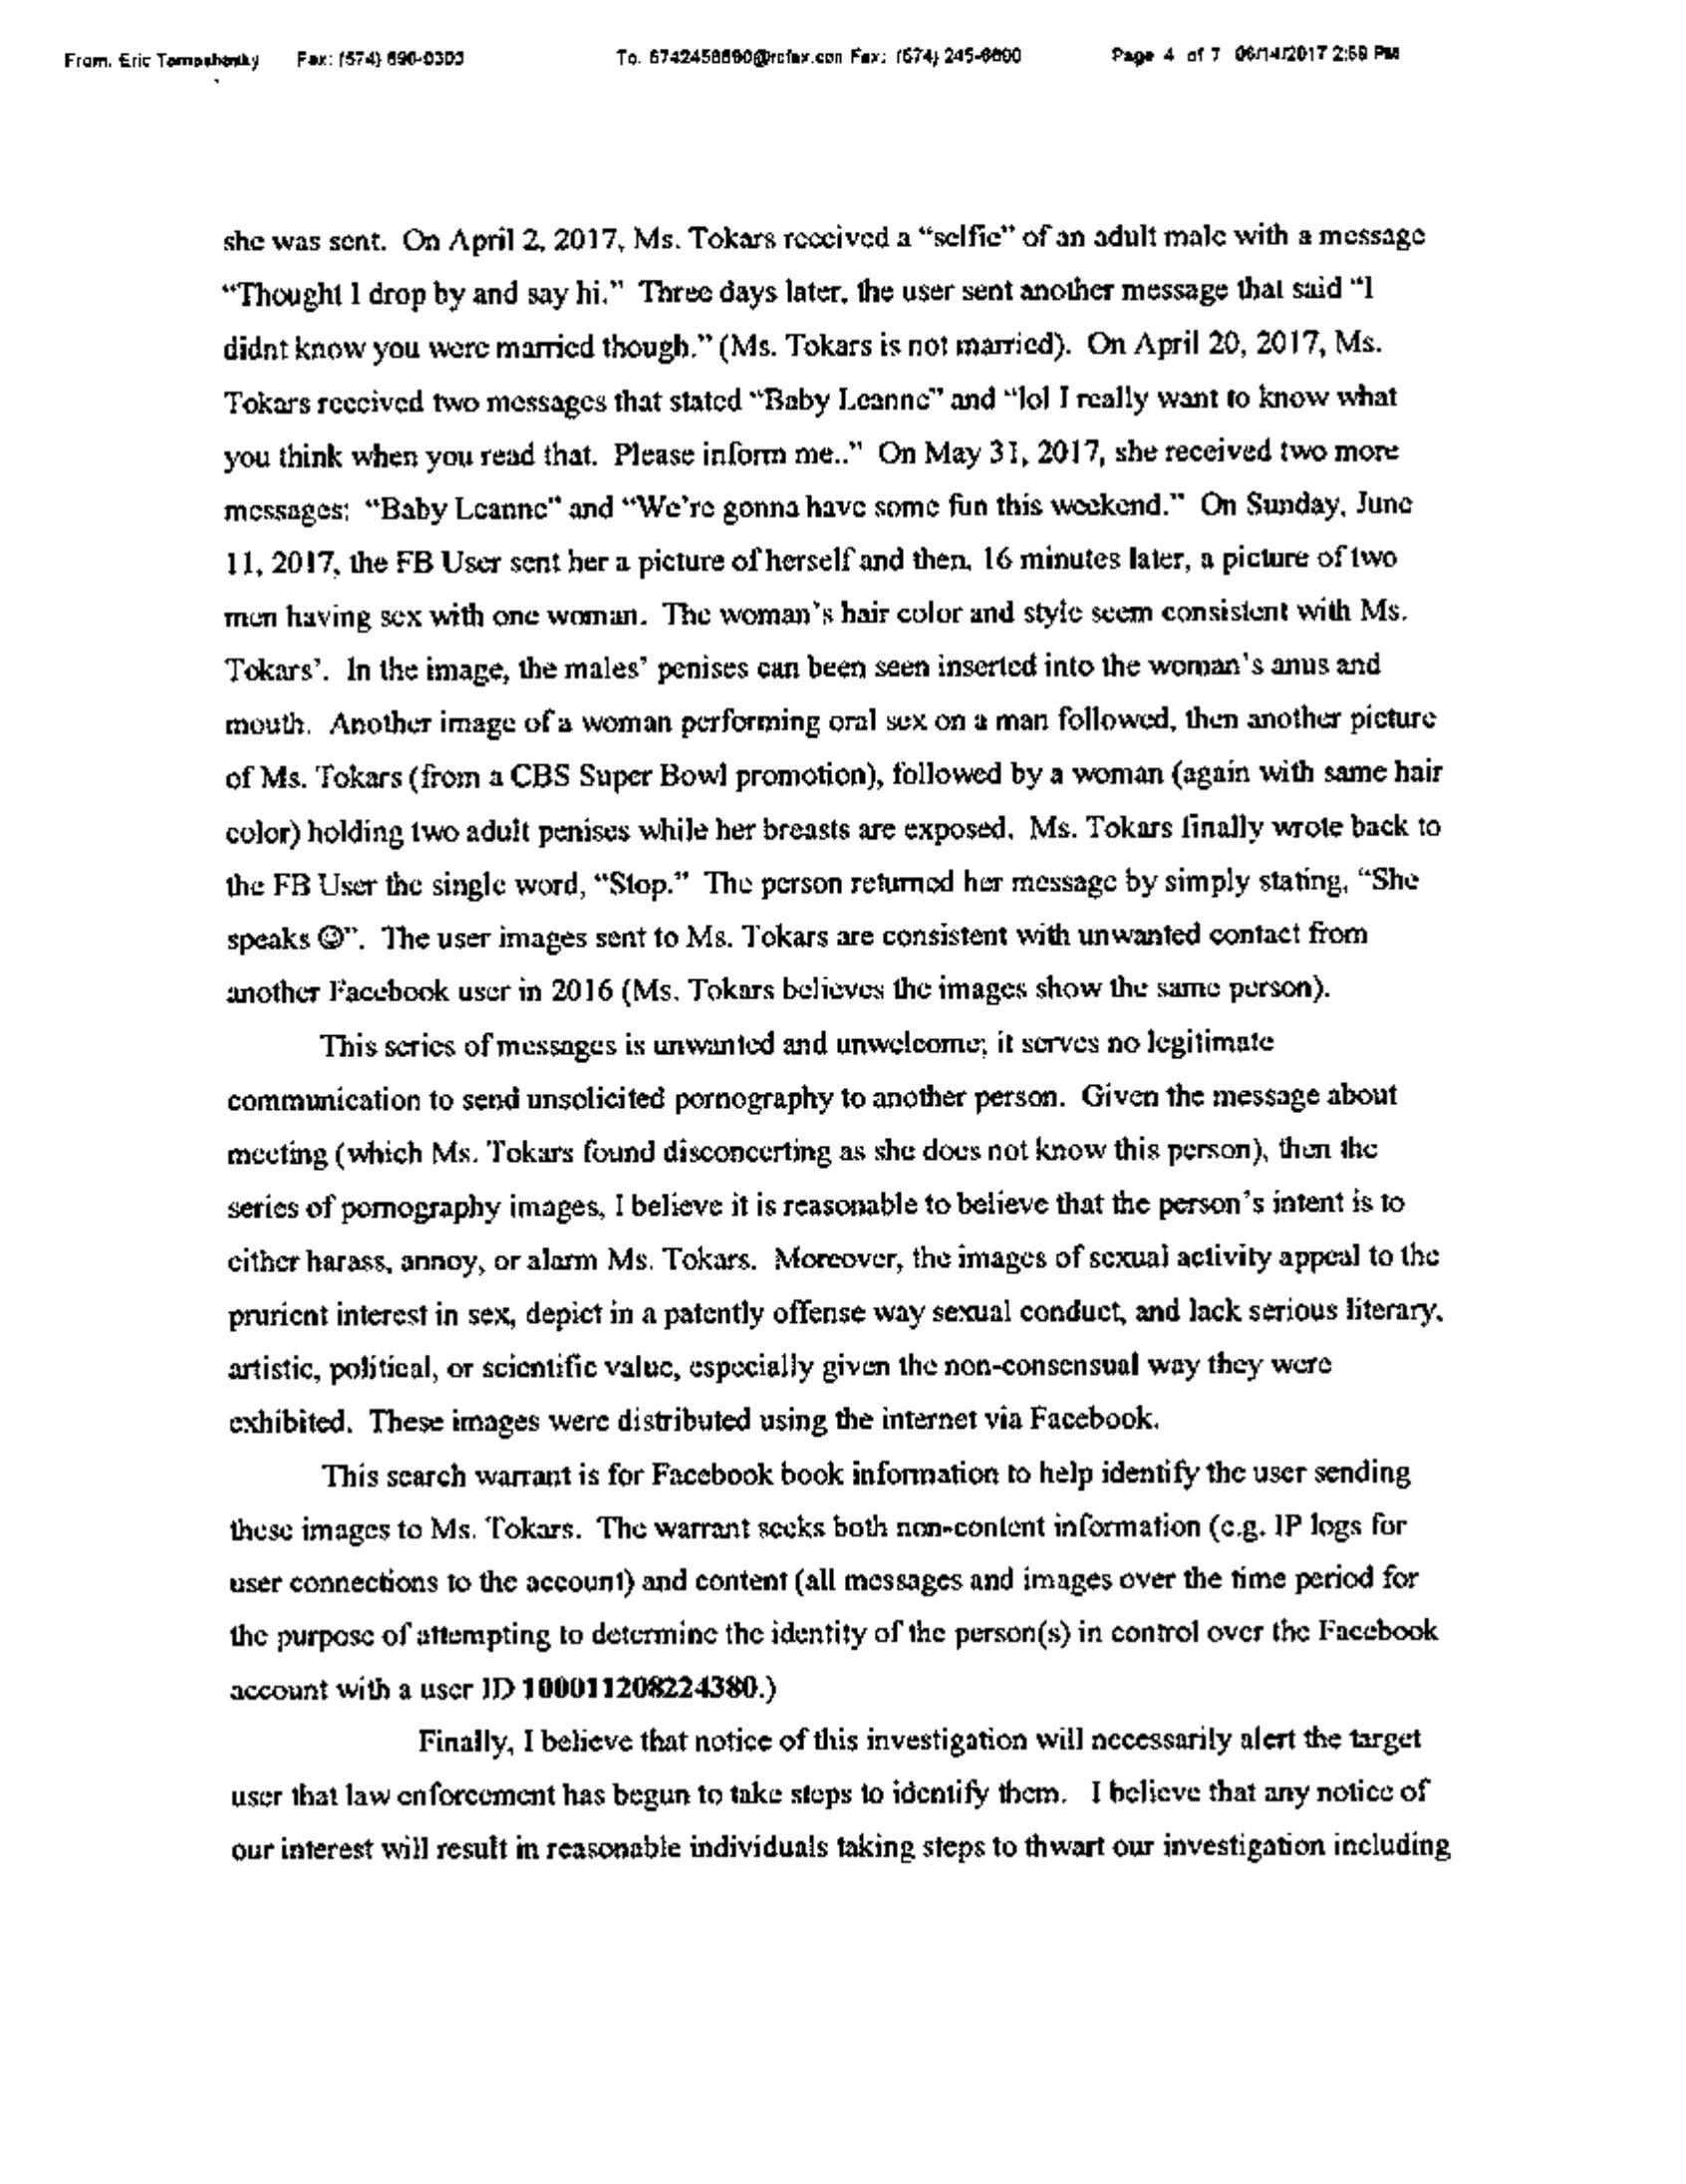 From. Eric Fax: (574) To. Fax: (574) Page 4 of 7 06/14/2017 2:59 PM
she was sent. On April 2, 2017, Ms. Tokars received a “selfie” of an adult male with a message
“Thought I drop by and say hi.” Three days later, the user sent another message that said “I
didnt know you were married though.” (Ms. Tokars is not married). On April 20, 2017, Ms.
Tokars received two messages that stated “Baby Leanne” and “lol I really want to know what
you think when you read that. Please inform me..” On May 31, 2017, she received two more
messages: “Baby Leanne” and “We’re gonna have some fun this weekend.” On Sunday, June
11, 2017, the FB User sent her a picture of herself and then, 16 minutes later, a picture of two
men having sex with one woman. The woman’s hair color and style seem consistent with Ms.
Tokars’. In the image, the males’ penises can been seen inserted into the woman’s anus and
mouth. Another image of a woman performing oral sex on a man followed, then another picture
of Ms. Tokars (from a CBS Super Bowl promotion), followed by a woman (again with same hair
color) holding two adult penises while her breasts are exposed. Ms. Tokars finally wrote back to
the FB User the single word, “Stop.” The person returned her message by simply stating, “She
speaks ☺”. The user images sent to Ms. Tokars are consistent with unwanted contact from
another Facebook user in 2016 (Ms. Tokars believes the images show the same person).
This series of messages is unwanted and unwelcome; it serves no legitimate
communication to send unsolicited pornography to another person. Given the message about
meeting (which Ms. Tokars found disconcerting as she does not know this person), then the
series of pornography images, I believe it is reasonable to believe that the person’s intent is to
either harass, annoy, or alarm Ms. Tokars. Moreover, the images of sexual activity appeal to the
prurient interest in sex, depict in a patently offense way sexual conduct, and lack serious literary,
artistic, political, or scientific value, especially given the non-consensual way they were
exhibited. These images were distributed using the internet via Facebook.
This search warrant is for Facebook book information to help identify the user sending
these images to Ms. Tokars. The warrant seeks both non-content information (e.g. IP logs for
user connections to the account) and content (all messages and images over the time period for
the purpose of attempting to determine the identity of the person(s) in control over the Facebook
account with a user ID 100011208224380.)
Finally, I believe that notice of this investigation will necessarily alert the target
user that law enforcement has begun to take steps to identify them. I believe that any notice of
our interest will result in reasonable individuals taking steps to thwart our investigation including